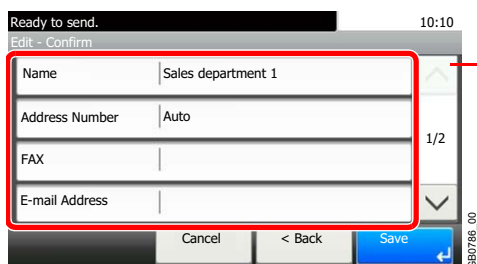 Ready to send. 10:10
Edit - Confirm
Name Sales department 1
Address Number Auto
1/2
FAX
E-mail Address
Cancel < Back Save